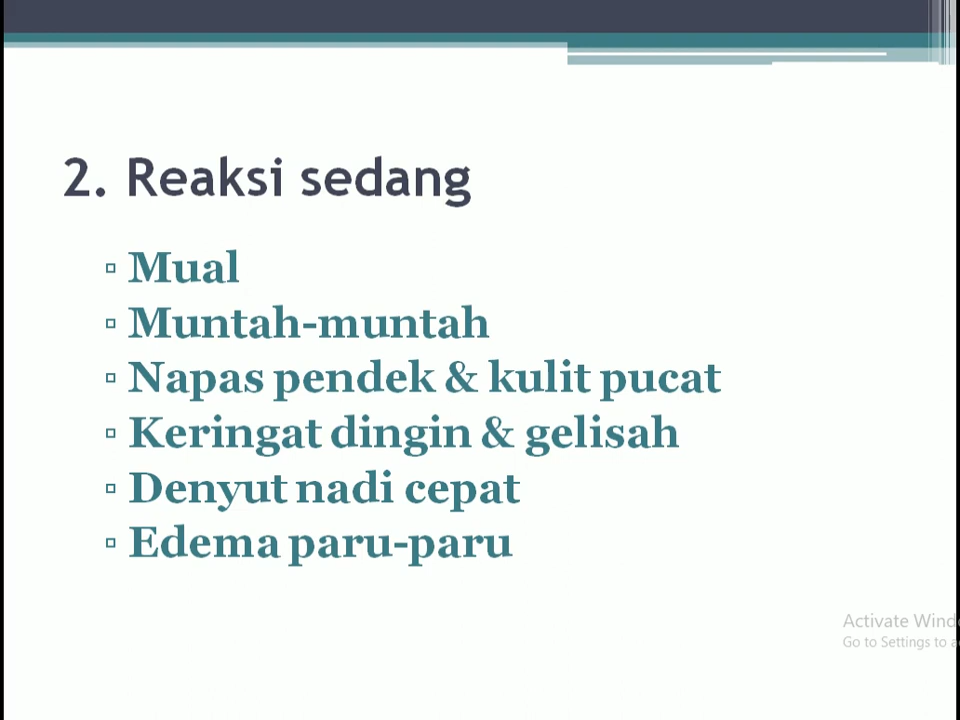 2. Reaksi sedang
▫ Mual
▫ Muntah-muntah
▫ Napas pendek & kulit pucat
▫ Keringat dingin & gelisah
▫ Denyut nadi cepat
▫ Edema paru-paru
Activate
Go to Settings to